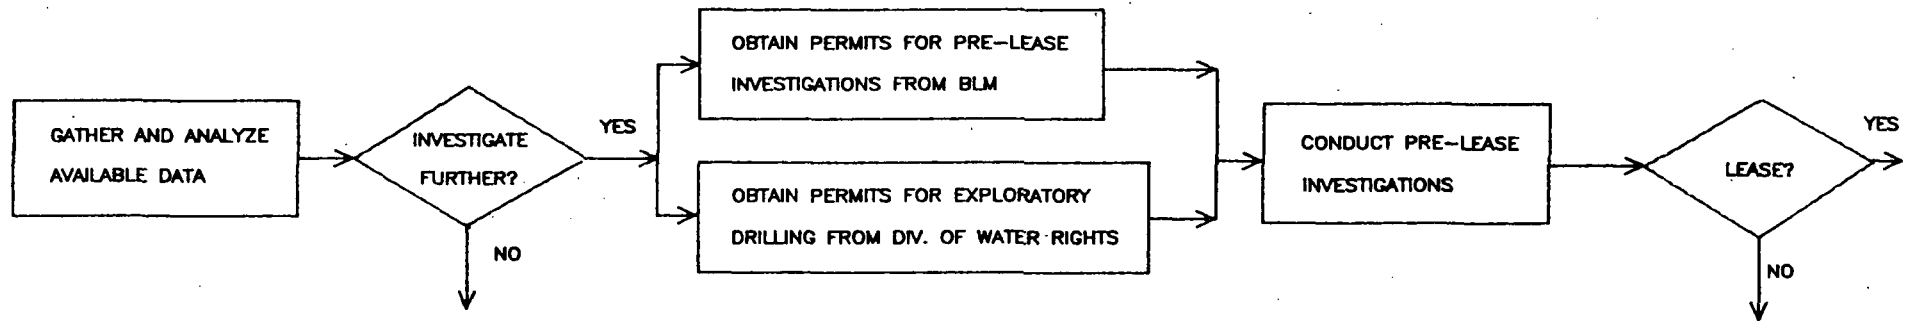 GATHER AND ANALYZE
AVAILABLE DATA
INVESTIGATE
FURTHER?
YES
NO
OBTAIN PERMITS FOR PRE-LEASE
INVESTIGATIONS FROM BLM
OBTAIN PERMITS FOR EXPLORATORY
DRILLING FROM DIV. OF WATER RIGHTS
CONDUCT PRE-LEASE
INVESTIGATIONS
LEASE?
YES
NO